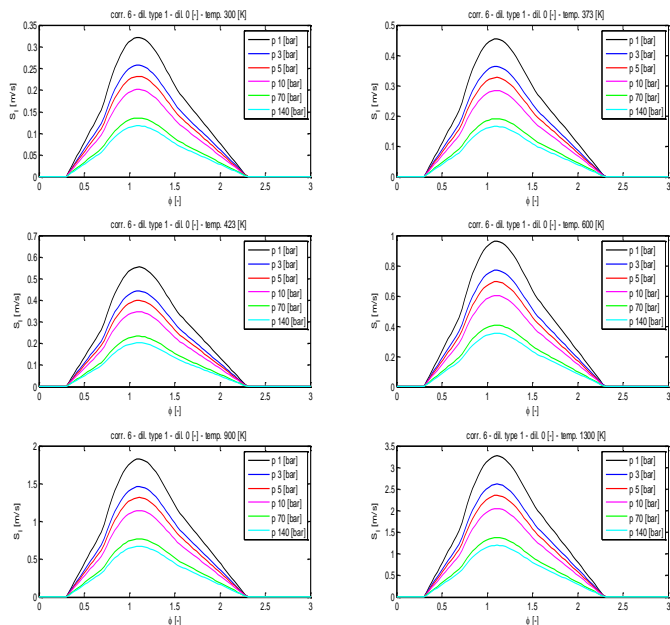 corr. 6 - dil. type 1 - dil. 0 [-] - temp. 300 [K]
0.35
0.3
0.25
0.2
0.15
0.1
0.05
0
S_l [m/s]
0 0.5 1 1.5 2 2.5 3
ϕ [-]
p 1 [bar]
p 3 [bar]
p 5 [bar]
p 10 [bar]
p 70 [bar]
p 140 [bar]
corr. 6 - dil. type 1 - dil. 0 [-] - temp. 373 [K]
0.5
0.4
0.3
0.2
0.1
0
S_l [m/s]
0 0.5 1 1.5 2 2.5 3
ϕ [-]
p 1 [bar]
p 3 [bar]
p 5 [bar]
p 10 [bar]
p 70 [bar]
p 140 [bar]
corr. 6 - dil. type 1 - dil. 0 [-] - temp. 423 [K]
0.7
0.6
0.5
0.4
0.3
0.2
0.1
0
S_l [m/s]
0 0.5 1 1.5 2 2.5 3
ϕ [-]
p 1 [bar]
p 3 [bar]
p 5 [bar]
p 10 [bar]
p 70 [bar]
p 140 [bar]
corr. 6 - dil. type 1 - dil. 0 [-] - temp. 600 [K]
1
0.8
0.6
0.4
0.2
0
S_l [m/s]
0 0.5 1 1.5 2 2.5 3
ϕ [-]
p 1 [bar]
p 3 [bar]
p 5 [bar]
p 10 [bar]
p 70 [bar]
p 140 [bar]
corr. 6 - dil. type 1 - dil. 0 [-] - temp. 900 [K]
2
1.5
1
0.5
0
S_l [m/s]
0 0.5 1 1.5 2 2.5 3
ϕ [-]
p 1 [bar]
p 3 [bar]
p 5 [bar]
p 10 [bar]
p 70 [bar]
p 140 [bar]
corr. 6 - dil. type 1 - dil. 0 [-] - temp. 1300 [K]
3.5
3
2.5
2
1.5
1
0.5
0
S_l [m/s]
0 0.5 1 1.5 2 2.5 3
ϕ [-]
p 1 [bar]
p 3 [bar]
p 5 [bar]
p 10 [bar]
p 70 [bar]
p 140 [bar]